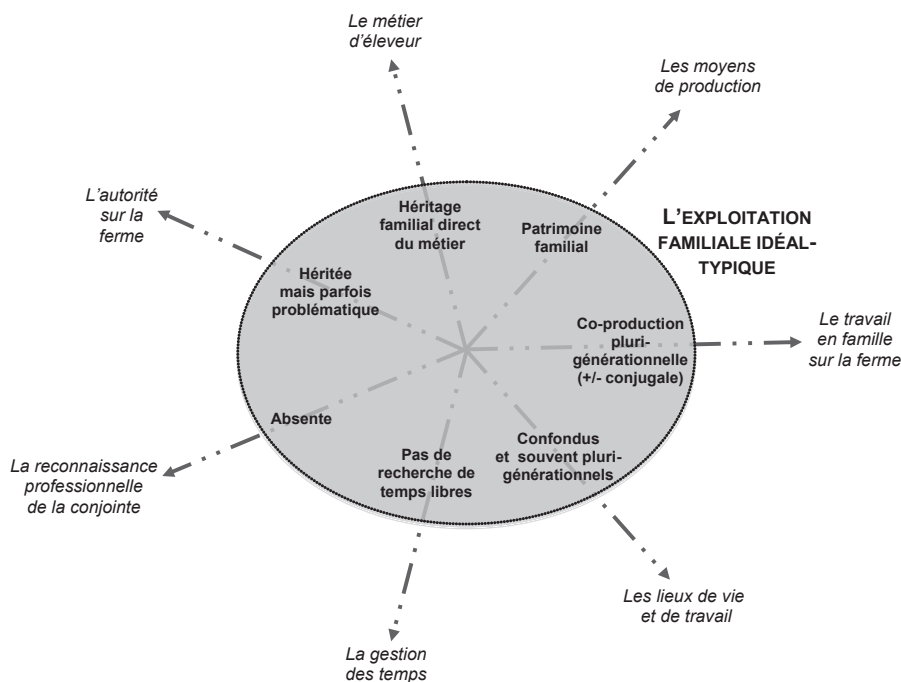 Le métier
d'éleveur
Les moyens
de production
L'autorité
sur la
ferme
Héritage
familial direct
du métier
Patrimoine
familial
L'EXPLOITATION
FAMILIALE IDÉAL-
TYPIQUE
Héritée
mais parfois
problématique
Co-production
pluri-
générationnelle
(+/- conjugale)
Le travail
en famille
sur la ferme
Absente
Confondus
et souvent pluri-
générationnels
Pas de
recherche de
temps libres
La reconnaissance
professionnelle
de la conjointe
Les lieux de vie
et de travail
La gestion
des temps